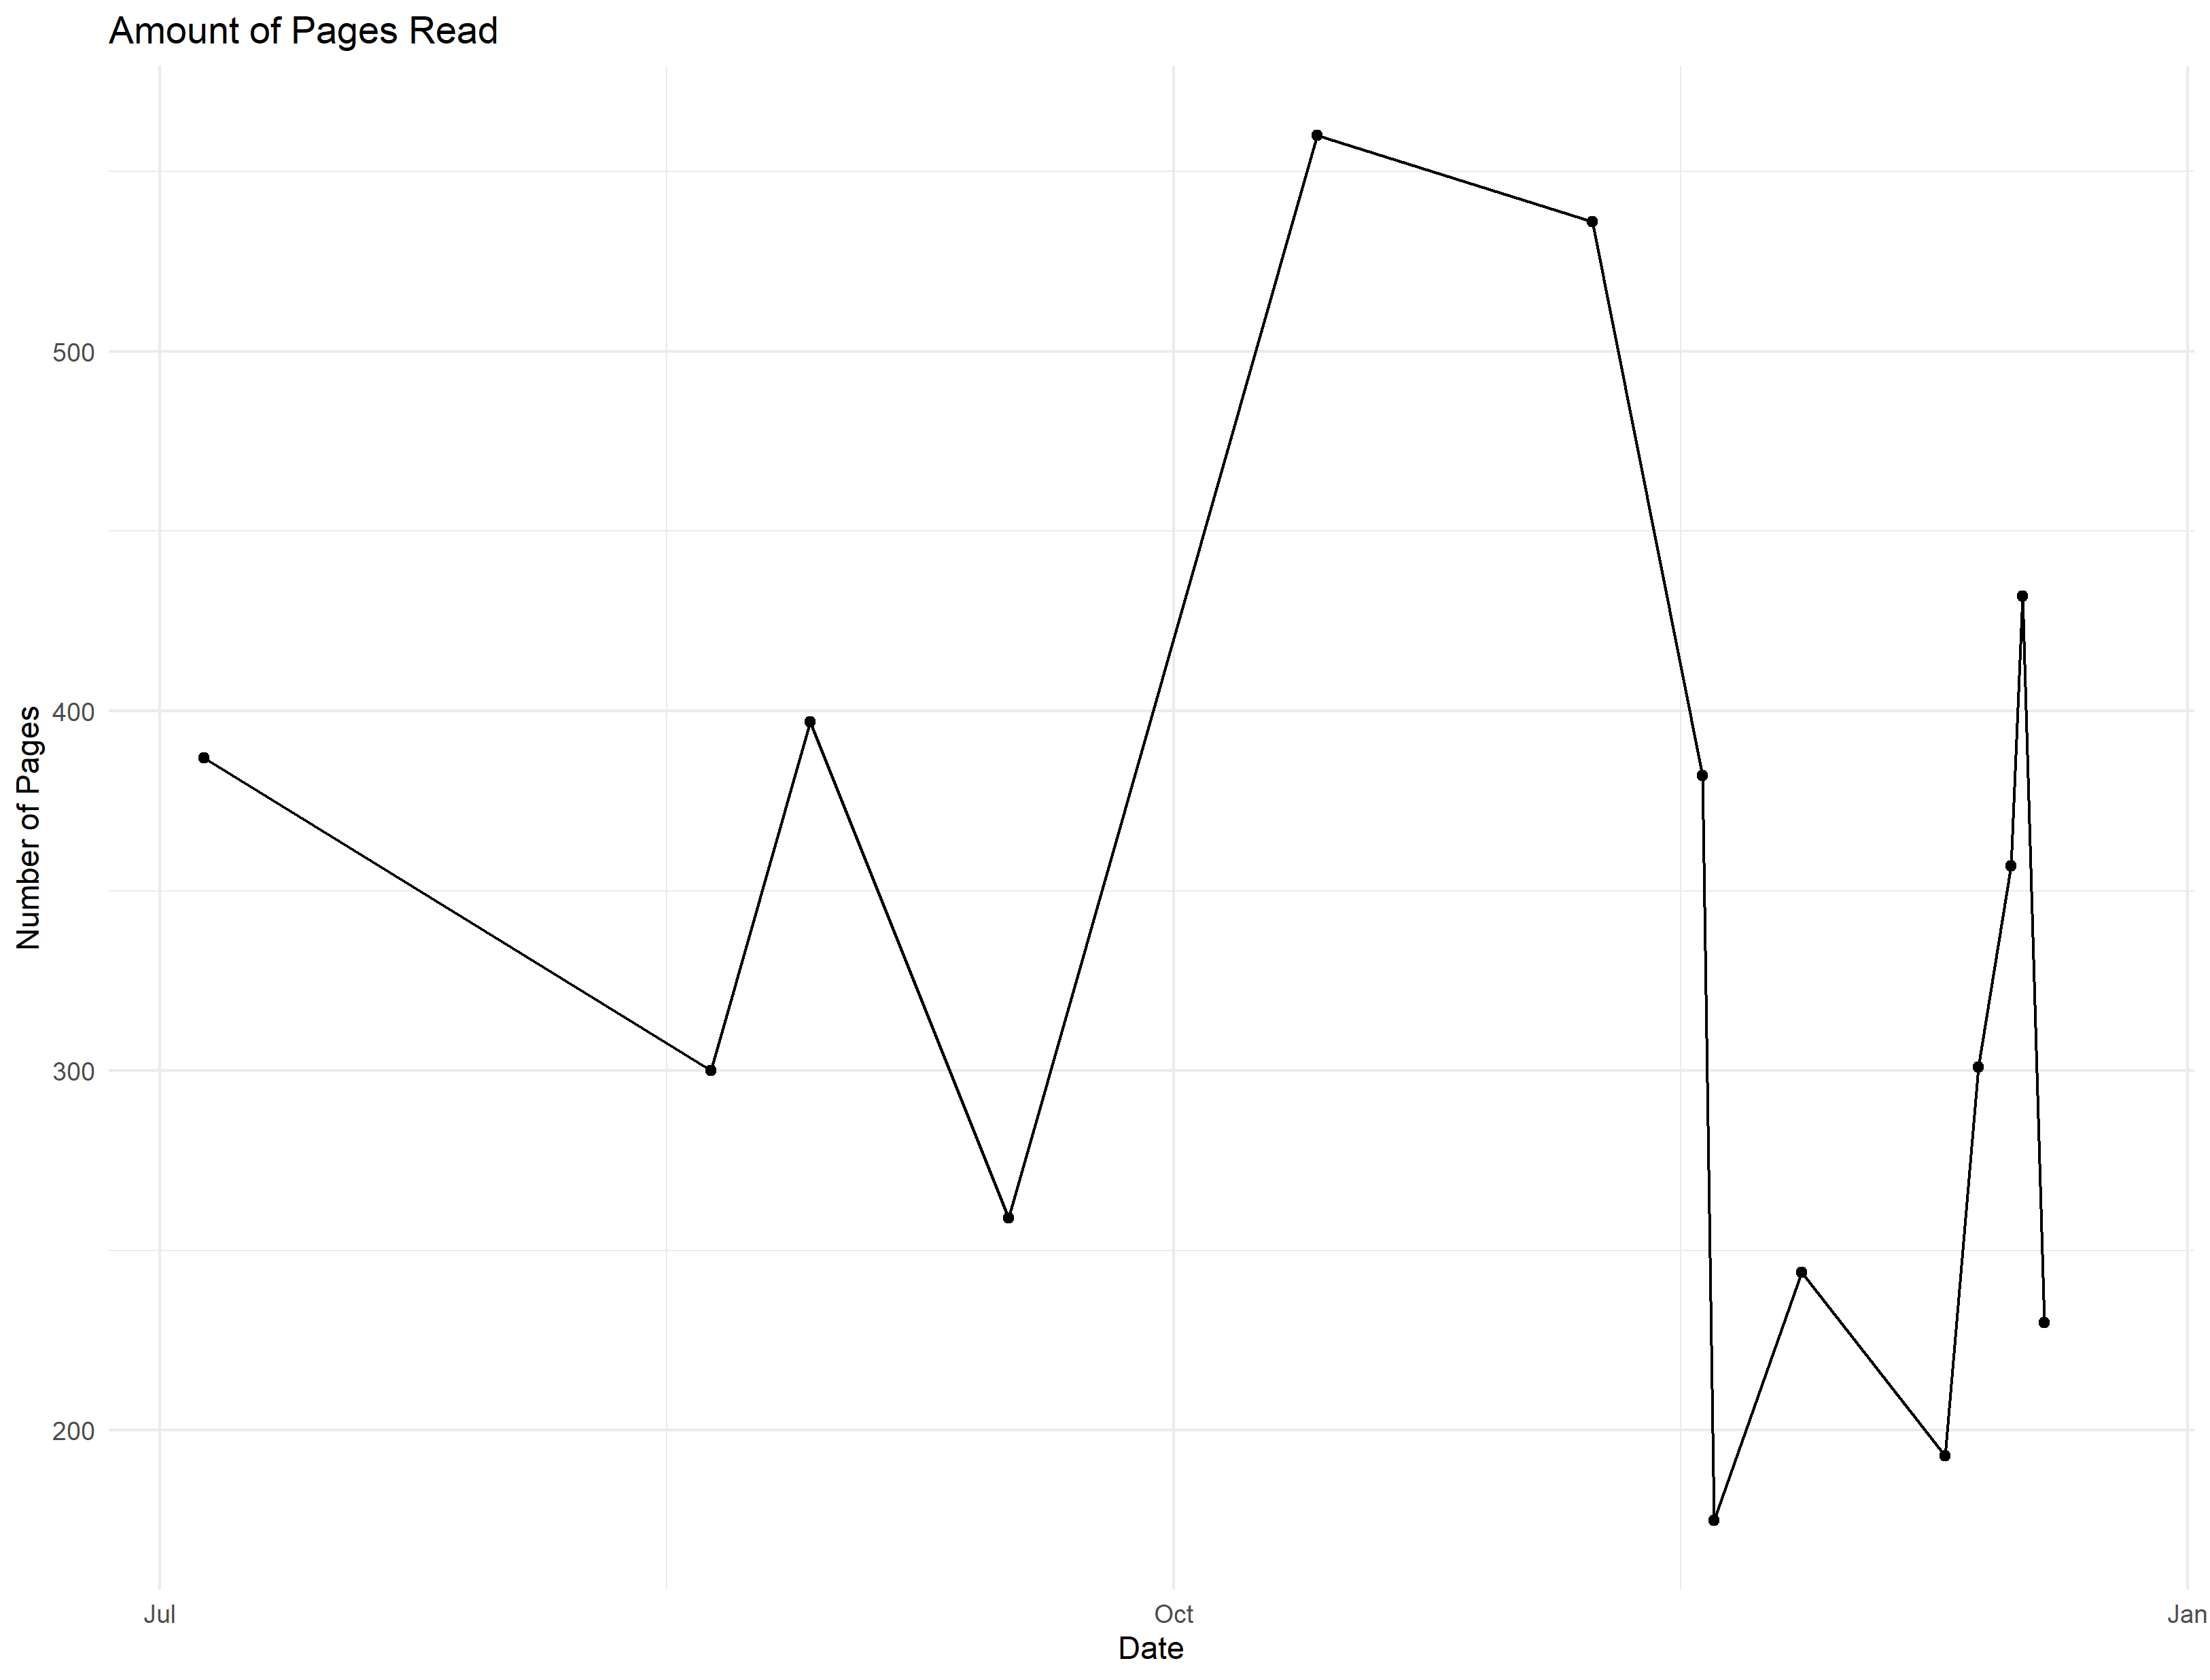 Amount of Pages Read
Number of Pages
500
400
300
200
Jul
Oct
Jan
Date